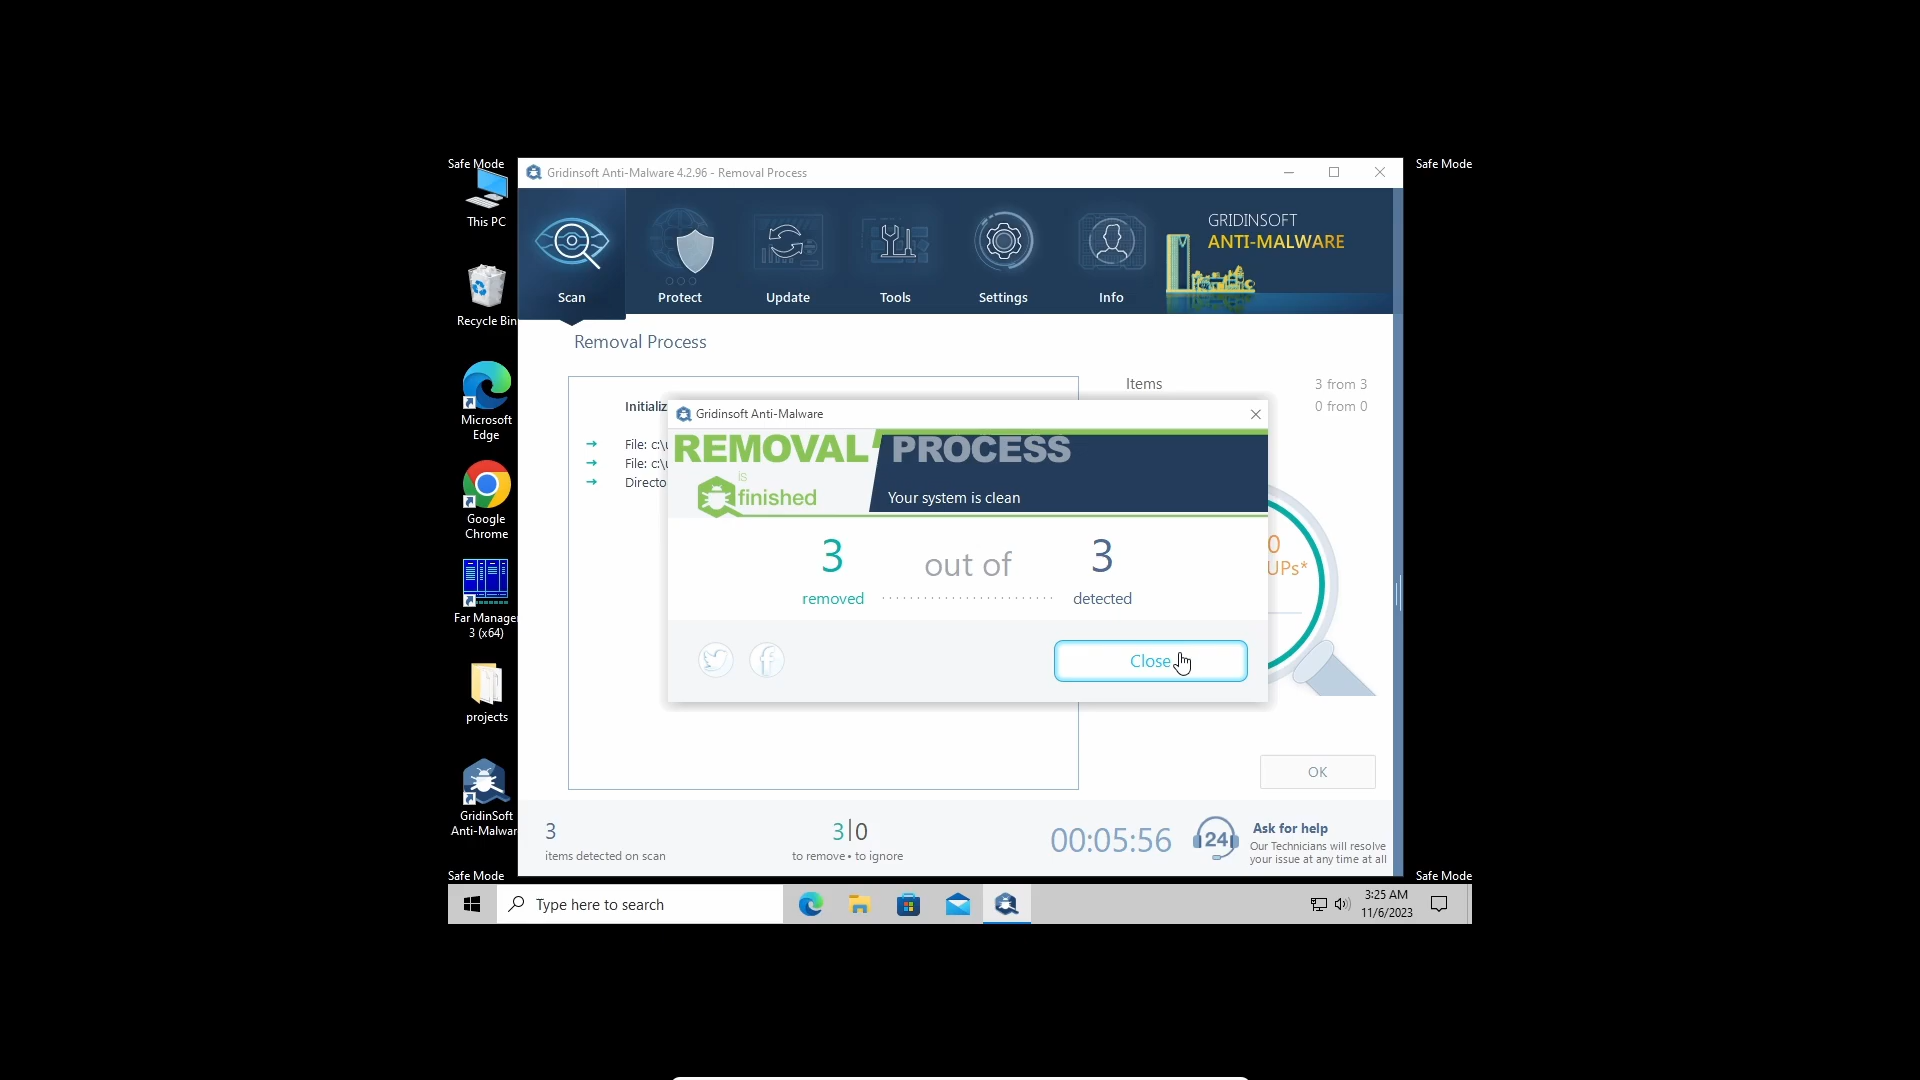 Safe Mode
Safe Mode
Gridinsoft Anti-Malware 4.2.96 - Removal Process
This PC
Recycle Bin
Microsoft
Edge
Google
Chrome
Far Manage
3 (x64)
projects
GridinSoft
Anti-Malwar
Scan
Protect
Update
Tools
Settings
Info
GRIDINSOFT
ANTI-MALWARE
Removal Process
Items
3 from 3
0 from 0
Initializ
File: c:\u
File: c:\u
Directo
Gridinsoft Anti-Malware
REMOVAL PROCESS
is
finished
Your system is clean
3 out of 3
removed
detected
Close
0
UPs*
OK
3
items detected on scan
3|0
to remove • to ignore
00:05:56
24
Ask for help
Our Technicians will resolve
your issue at any time at all
Safe Mode
Safe Mode
Type here to search
3:25 AM
11/6/2023